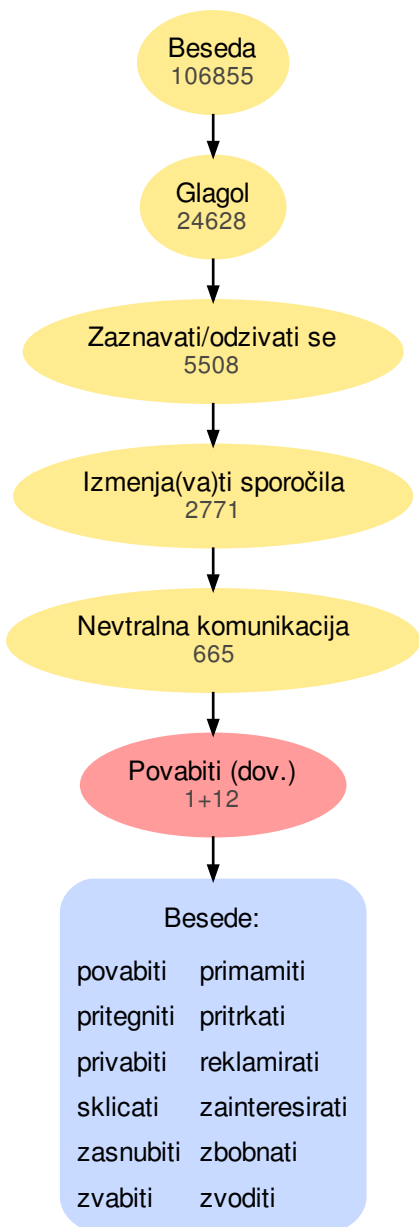 Beseda
106855
Glagol
24628
Zaznavati/odzivati se
5508
Izmenja(va)ti sporočila
2771
Nevtralna komunikacija
665
Povabiti (dov.)
1+12
Besede:
povabiti primamiti
pritegniti pritrkati
privabiti reklamirati
sklicati zainteresirati
zasnubiti zbobnati
zvabiti zvoditi